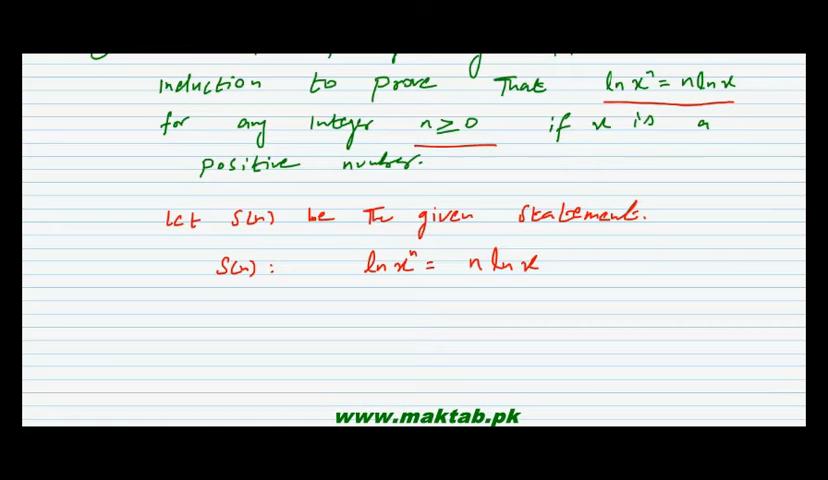 induction to prove That ln xⁿ = n ln x
for any integer n ≥ 0 if x is a
positive number.
Let S(n) be The given statement.
S(n) : ln xⁿ = n ln x
www.maktab.pk